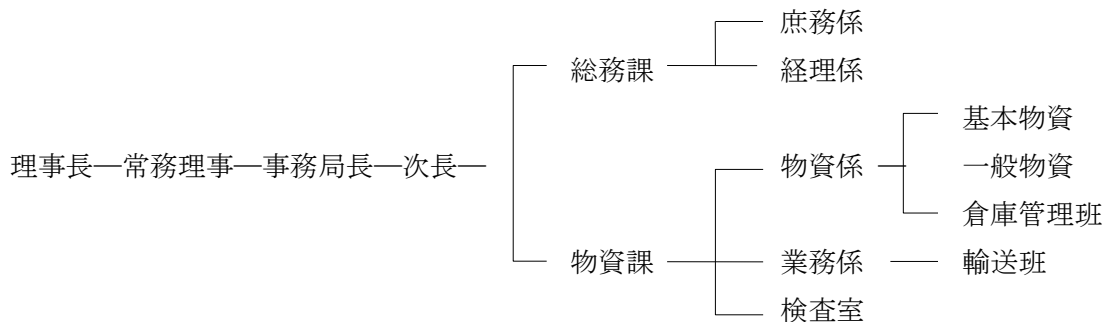 庶務係
総務課
経理係
基本物資
理事長―常務理事―事務局長―次長―
物資係
一般物資
倉庫管理班
物資課
業務係
輸送班
検査室